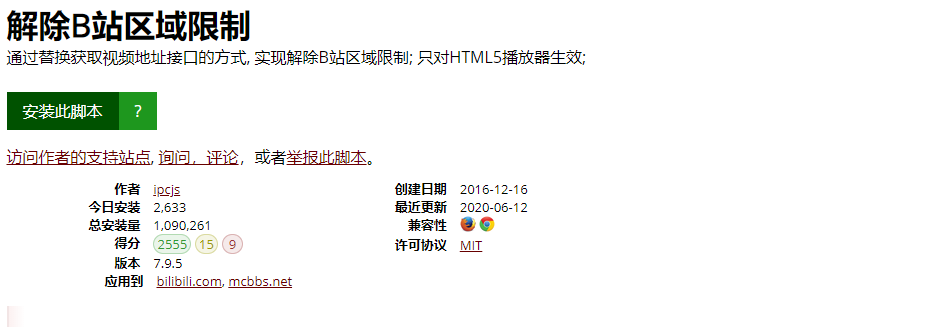 解除B站区域限制
通过替换获取视频地址接口的方式, 实现解除B站区域限制; 只对HTML5播放器生效;
安装此脚本 ?
访问作者的支持站点, 询问，评论，或者举报此脚本。
作者 ipcjs
今日安装 2,633
总安装量 1,090,261
得分 2555 15 9
版本 7.9.5
应用到 bilibili.com, mcbbs.net
创建日期 2016-12-16
最近更新 2020-06-12
兼容性
许可协议 MIT